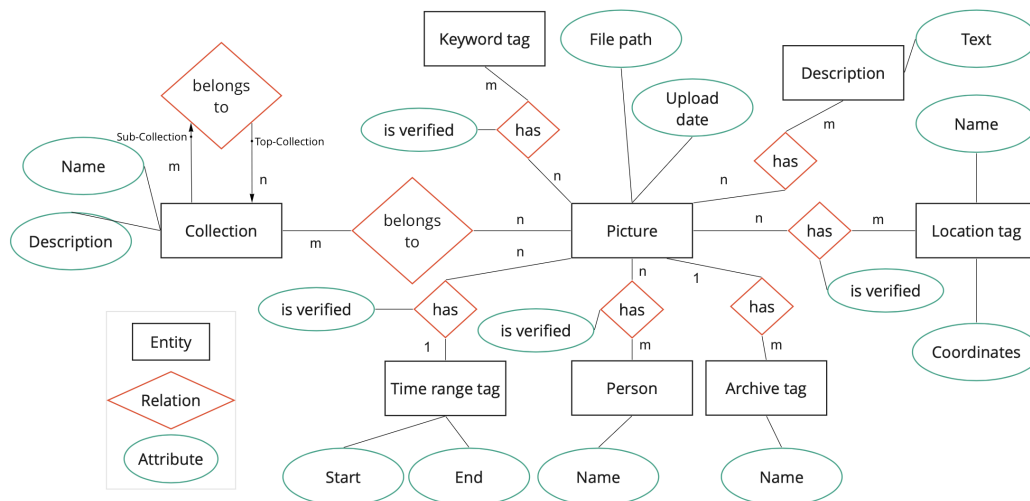 Keyword tag
File path
Text
belongs
to
Description
Upload
date
m
is verified
has
m
Name
Sub-Collection
Top-Collection
has
Name
m
n
n
n
Collection
m
belongs
to
n
Picture
n
has
m
Location tag
Description
n
n
1
is verified
is verified
has
has
has
is verified
Entity
1
m
m
Coordinates
Time range tag
Person
Archive tag
Relation
Attribute
Start
End
Name
Name